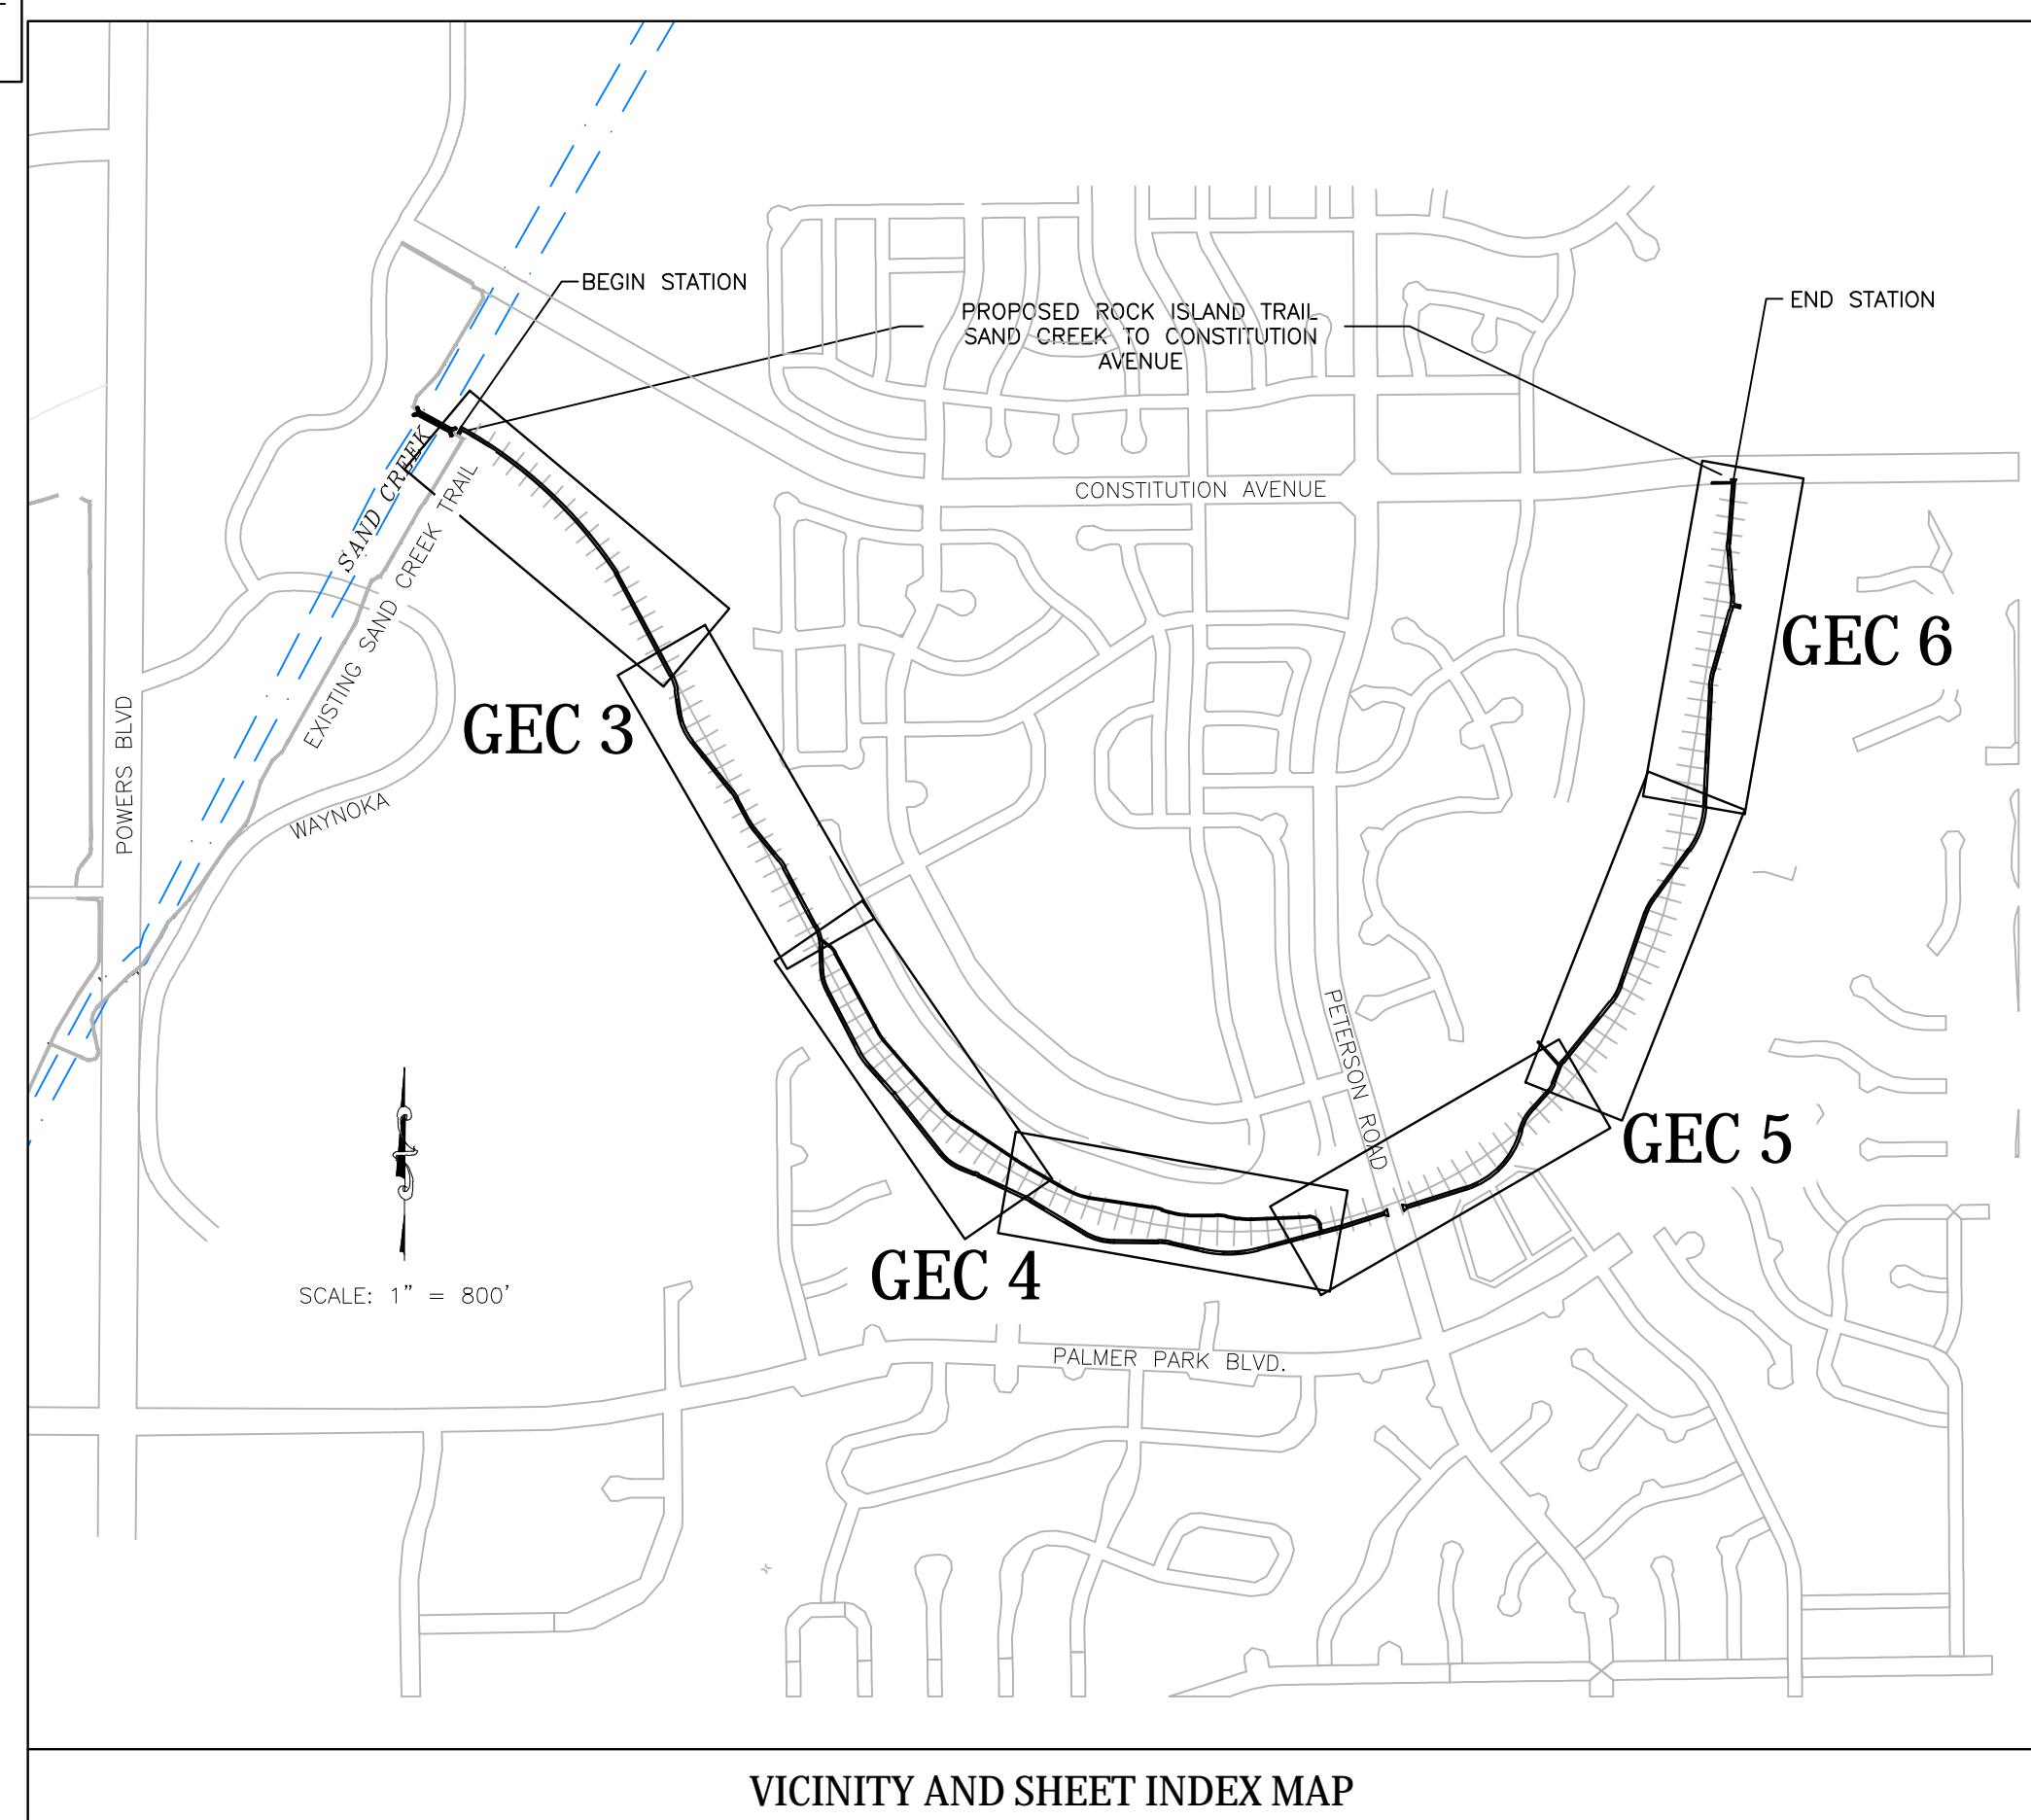 BEGIN STATION
PROPOSED ROCK ISLAND TRAIL
SAND CREEK TO CONSTITUTION
AVENUE
END STATION
SAND CREEK
EXISTING SAND CREEK TRAIL
CONSTITUTION AVENUE
GEC 6
GEC 3
POWERS BLVD
WAYNOKA
PETERSON ROAD
GEC 5
GEC 4
SCALE: 1" = 800'
PALMER PARK BLVD.
VICINITY AND SHEET INDEX MAP